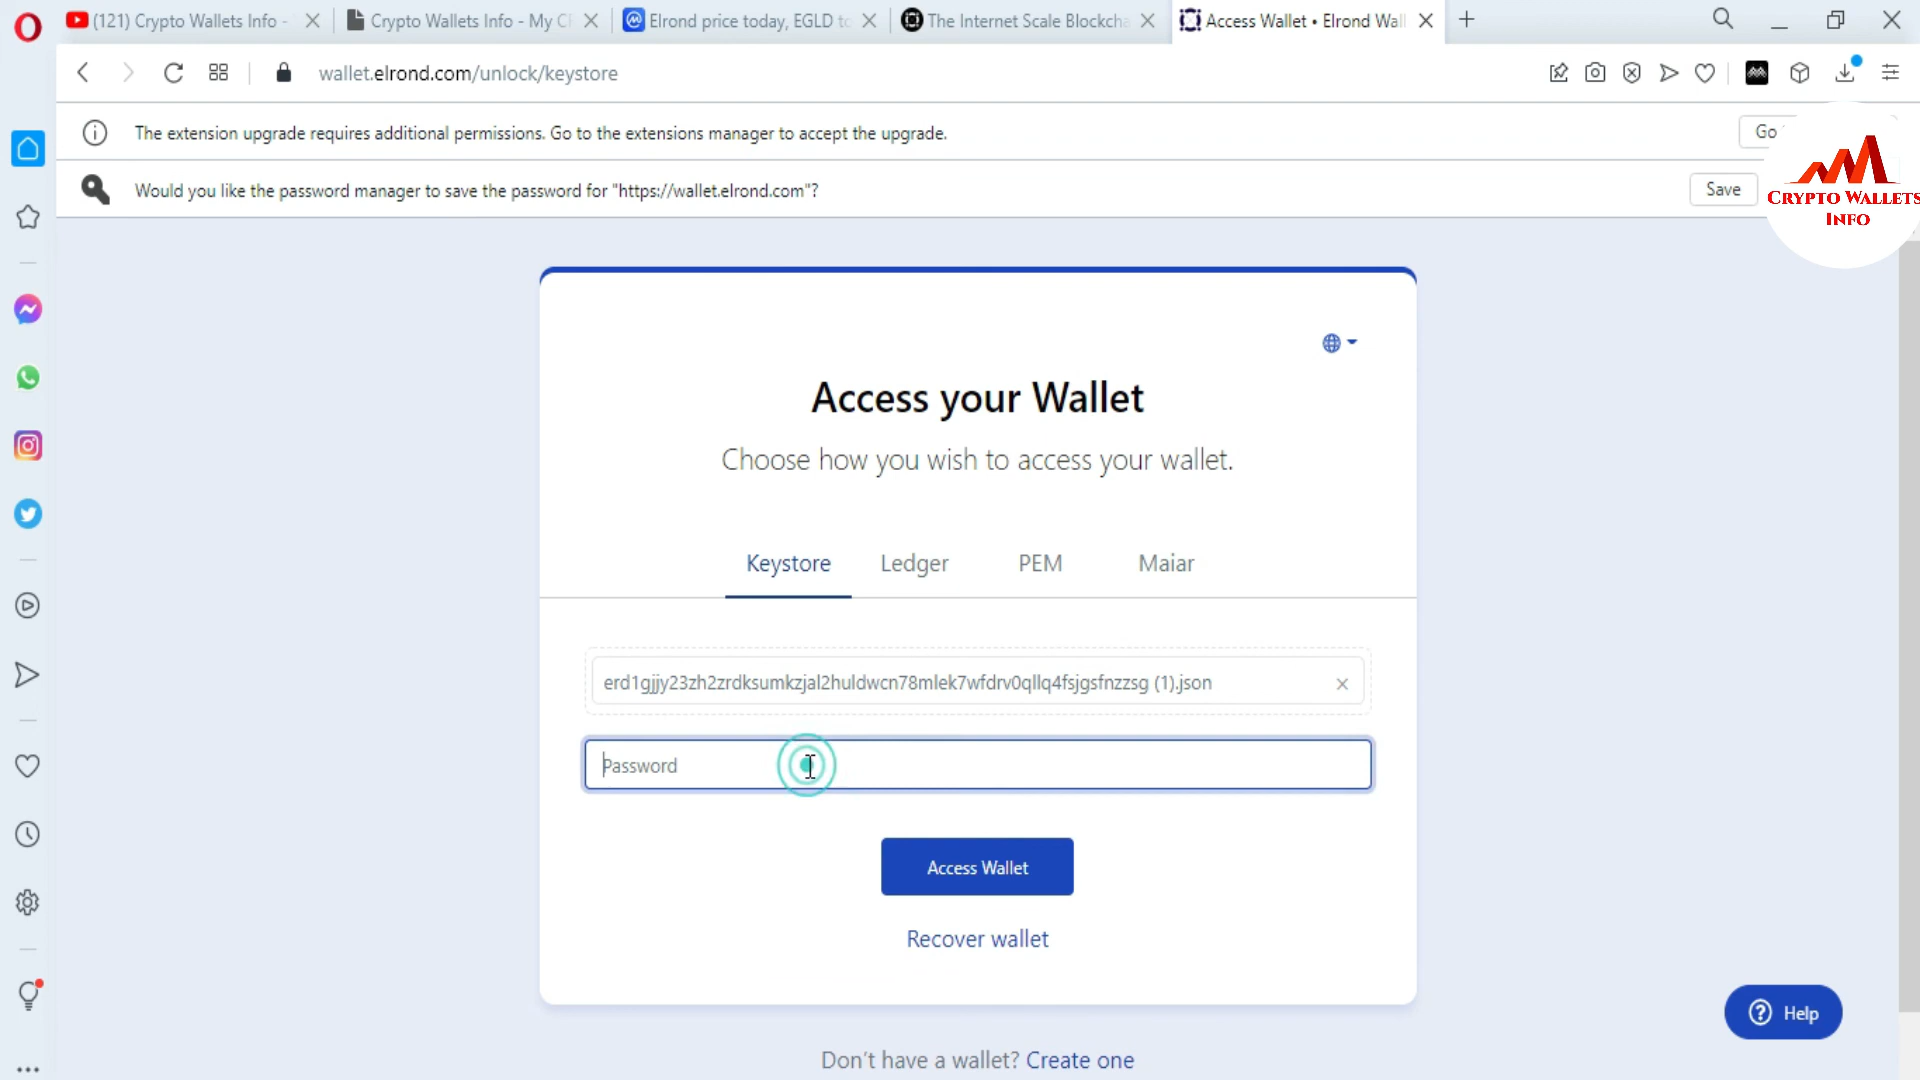 (121) Crypto Wallets Info -
Crypto Wallets Info - My C
Elrond price today, EGLD to
The Internet Scale Blockcha
Access Wallet • Elrond Wal
wallet.elrond.com/unlock/keystore
The extension upgrade requires additional permissions. Go to the extensions manager to accept the upgrade.
Go
Would you like the password manager to save the password for "https://wallet.elrond.com"?
Save
CRYPTO WALLETS
INFO
Access your Wallet
Choose how you wish to access your wallet.
Keystore Ledger PEM Maiar
erd1gjjy23zh2zrdksumkzjal2huldwcn78mlek7wfdrv0qllq4fsjgsfnzzsg (1).json
Password
Access Wallet
Recover wallet
Help
Don't have a wallet? Create one